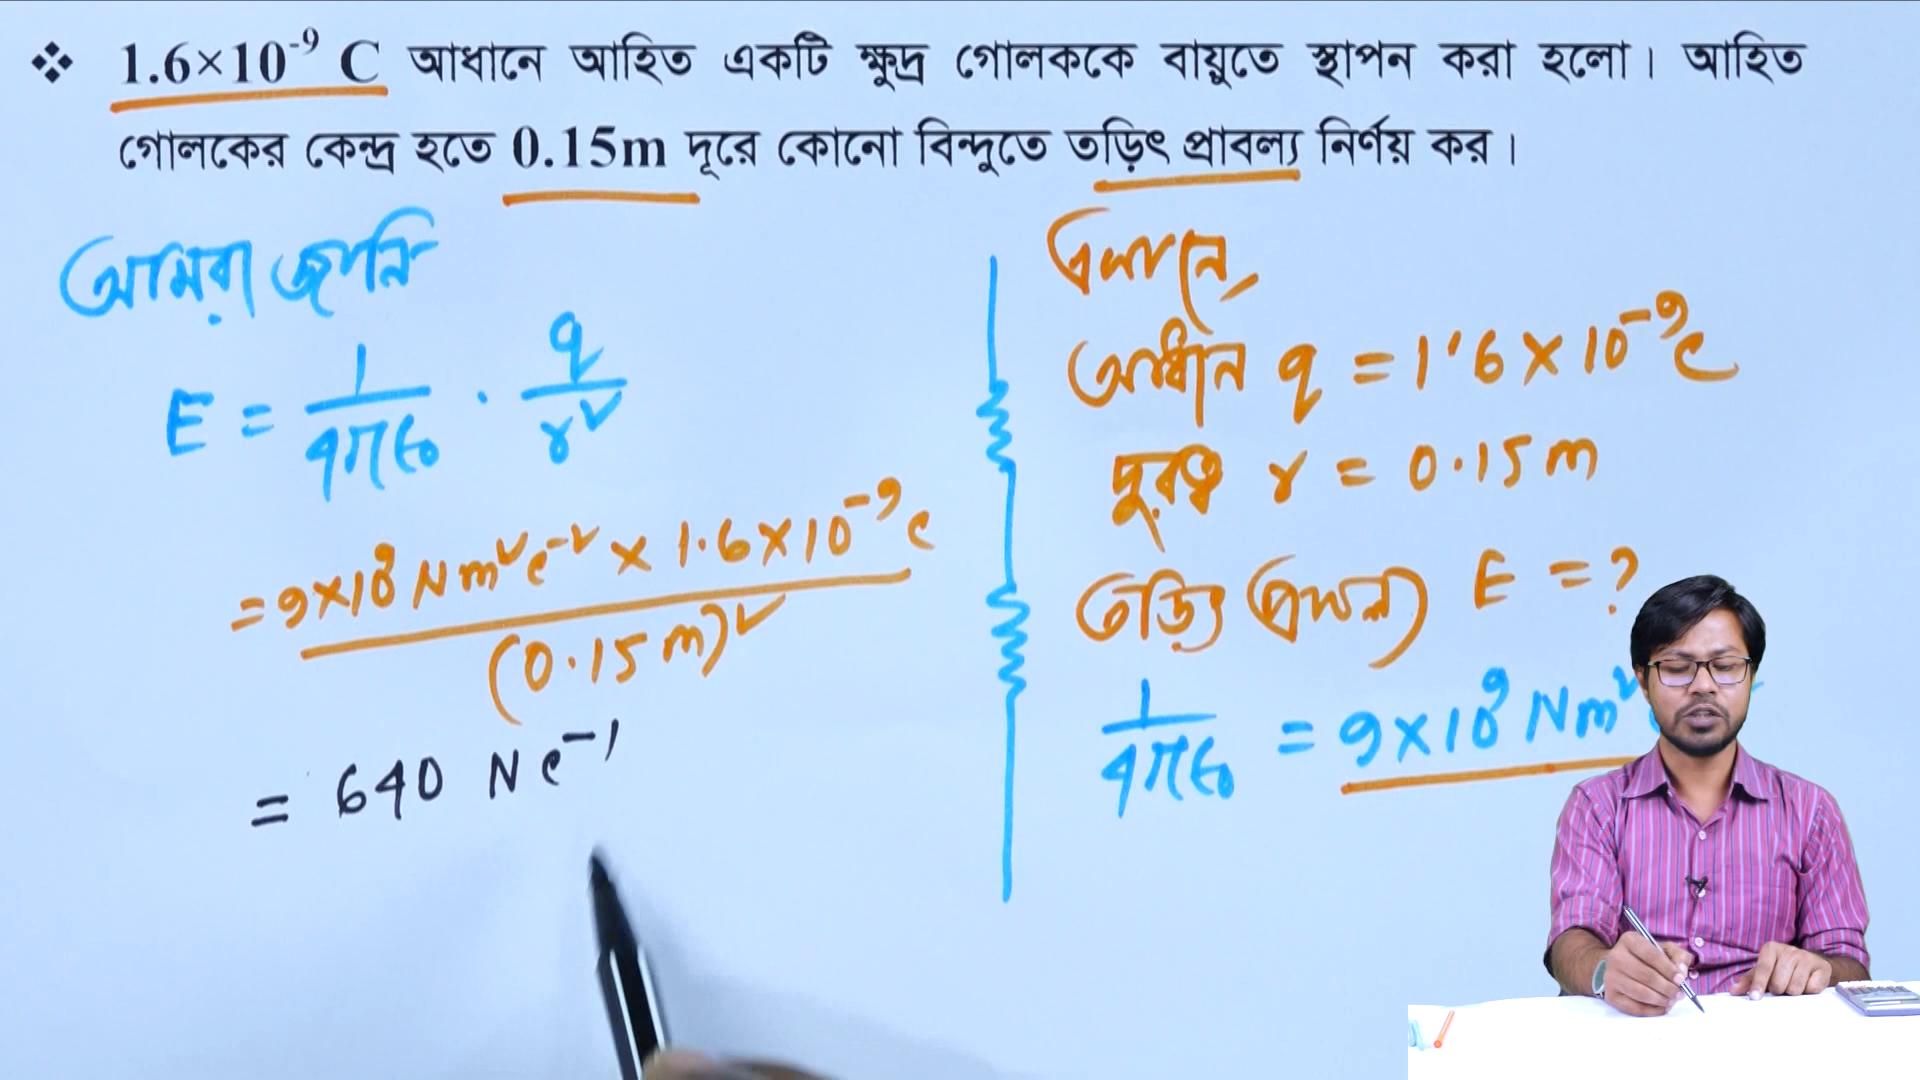 ❖ 1.6×10⁻⁹ C আধানে আহিত একটি ক্ষুদ্র গোলককে বায়ুতে স্থাপন করা হলো। আহিত
গোলকের কেন্দ্র হতে 0.15m দূরে কোনো বিন্দুতে তড়িৎ প্রাবল্য নির্ণয় কর।
আমরা জানি
E = 1/4πε₀ · q/r²
= 9×10⁹ Nm²C⁻² × 1.6×10⁻⁹ C / (0.15 m)²
= 640 NC⁻¹
এখানে,
আধান q = 1.6 × 10⁻⁹ C
দূরত্ব r = 0.15 m
তড়িৎ প্রাবল্য E = ?
1/4πε₀ = 9×10⁹ Nm²